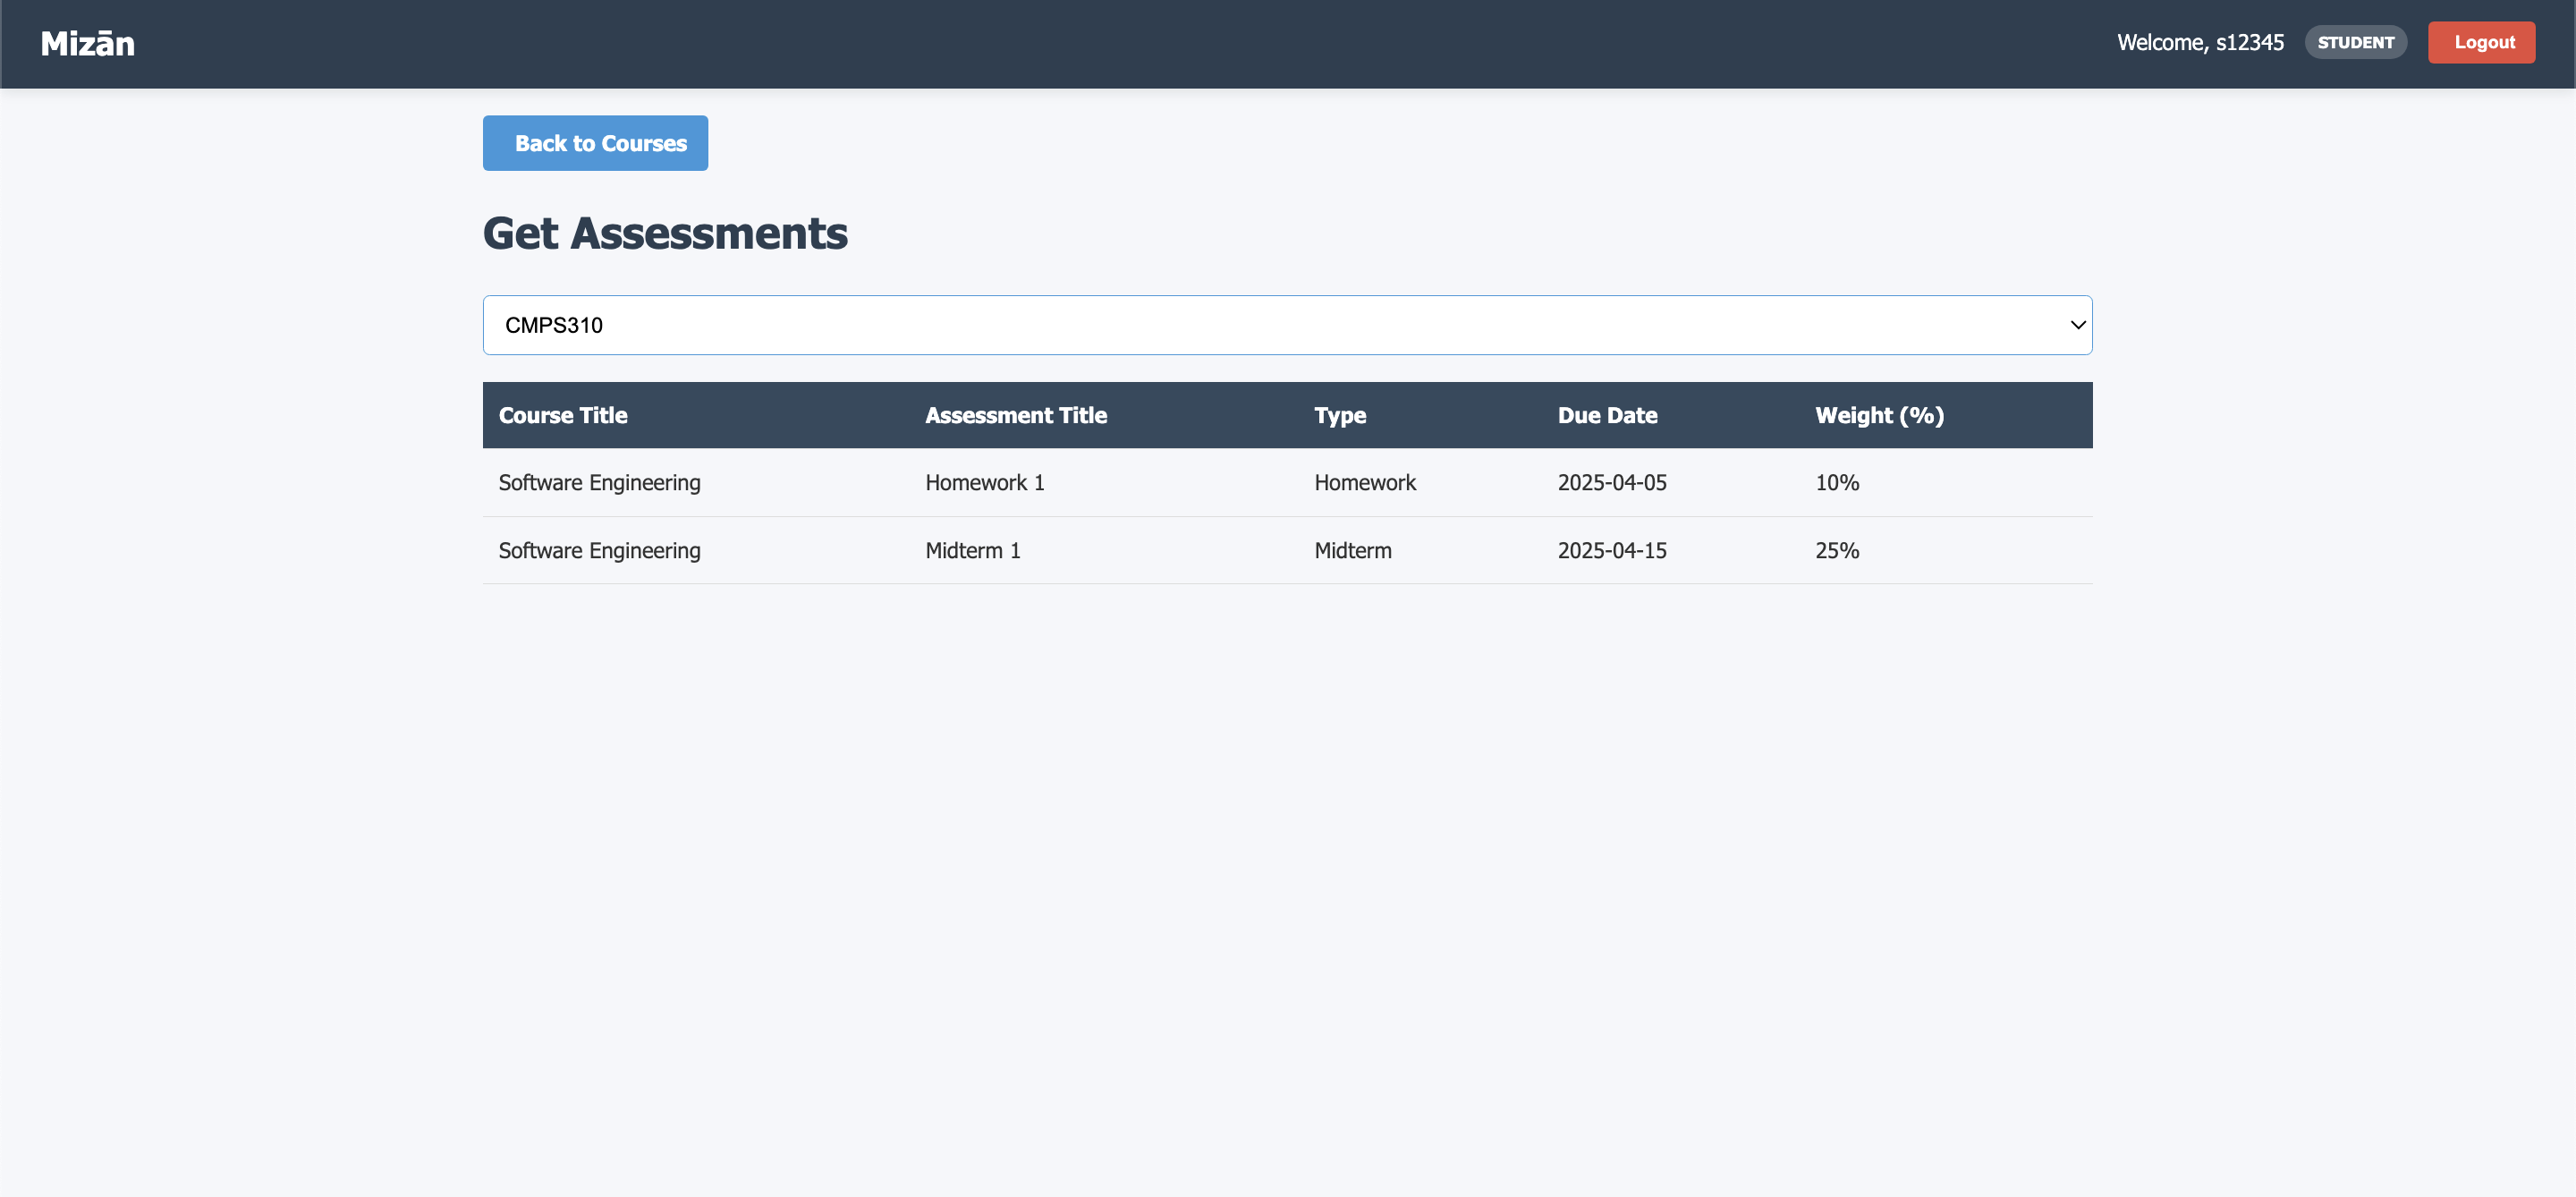 Mizān
Welcome, s12345 STUDENT Logout
Back to Courses
Get Assessments
CMPS310
Course Title Assessment Title Type Due Date Weight (%)
Software Engineering Homework 1 Homework 2025-04-05 10%
Software Engineering Midterm 1 Midterm 2025-04-15 25%